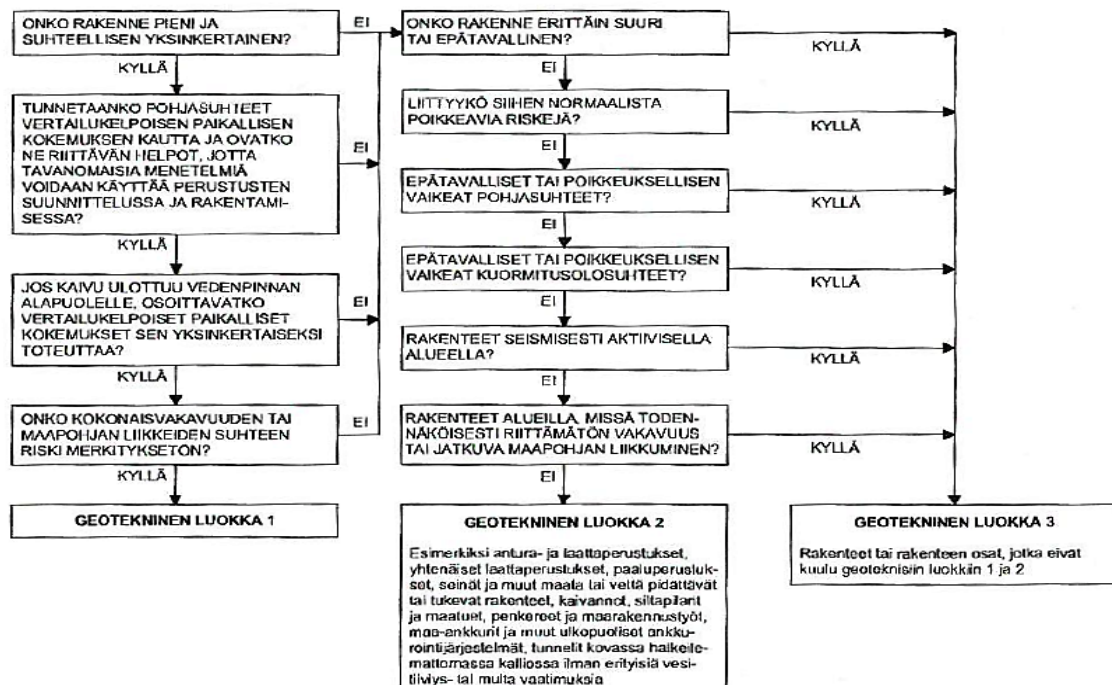 ONKO RAKENNE PIENI JA
SUHTEELLISEN YKSINKERTAINEN?
EI
KYLLÄ
TUNNETAANKO POHJASUHTEET
VERTAILUKELPOISEN PAIKALLISEN
KOKEMUKSEN KAUTTA JA OVATKO
NE RIITTÄVÄN HELPOT, JOTTA
TAVANOMAISIA MENETELMIÄ
VOIDAAN KÄYTTÄÄ PERUSTUSTEN
SUUNNITTELUSSA JA RAKENTAMI-
SESSA?
EI
KYLLÄ
JOS KAIVU ULOTTUU VEDENPINNAN
ALAPUOLELLE, OSOITTAVATKO
VERTAILUKELPOISET PAIKALLISET
KOKEMUKSET SEN YKSINKERTAISEKSI
TOTEUTTAA?
EI
KYLLÄ
ONKO KOKONAISVAKAVUUDEN TAI
MAAPOHJAN LIIKKEIDEN SUHTEEN
RISKI MERKITYKSETÖN?
EI
KYLLÄ
GEOTEKNINEN LUOKKA 1
ONKO RAKENNE ERITTÄIN SUURI
TAI EPÄTAVALLINEN?
KYLLÄ
EI
LIITTYYKÖ SIIHEN NORMAALISTA
POIKKEAVIA RISKEJÄ?
KYLLÄ
EI
EPÄTAVALLISET TAI POIKKEUKSELLISEN
VAIKEAT POHJASUHTEET?
KYLLÄ
EI
EPÄTAVALLISET TAI POIKKEUKSELLISEN
VAIKEAT KUORMITUSOLOSUHTEET?
KYLLÄ
EI
RAKENTEET SEISMISESTI AKTIIVISELLA
ALUEELLA?
KYLLÄ
EI
RAKENTEET ALUEILLA, MISSÄ TODEN-
NÄKÖISESTI RIITTÄMÄTÖN VAKAVUUS
TAI JATKUVA MAAPOHJAN LIIKKUMINEN?
KYLLÄ
EI
GEOTEKNINEN LUOKKA 2
Esimerkiksi antura- ja laattaperustukset,
yhtenäiset laattaperustukset, paaluperustuk-
set, seinät ja muut maata tai vettä pidättävät
tai tukevat rakenteet, kaivannot, siltapilarit
ja maatuet, penkereet ja maarakennustyöt,
maa-ankkurit ja muut ulkopuoliset ankku-
rointijärjestelmät, tunnelit kovassa halkeile-
mattomassa kalliossa ilman erityisiä vesi-
tiiviys- tai muita vaatimuksia
GEOTEKNINEN LUOKKA 3
Rakenteet tai rakenteen osat, jotka eivät
kuulu geoteknisiin luokkiin 1 ja 2